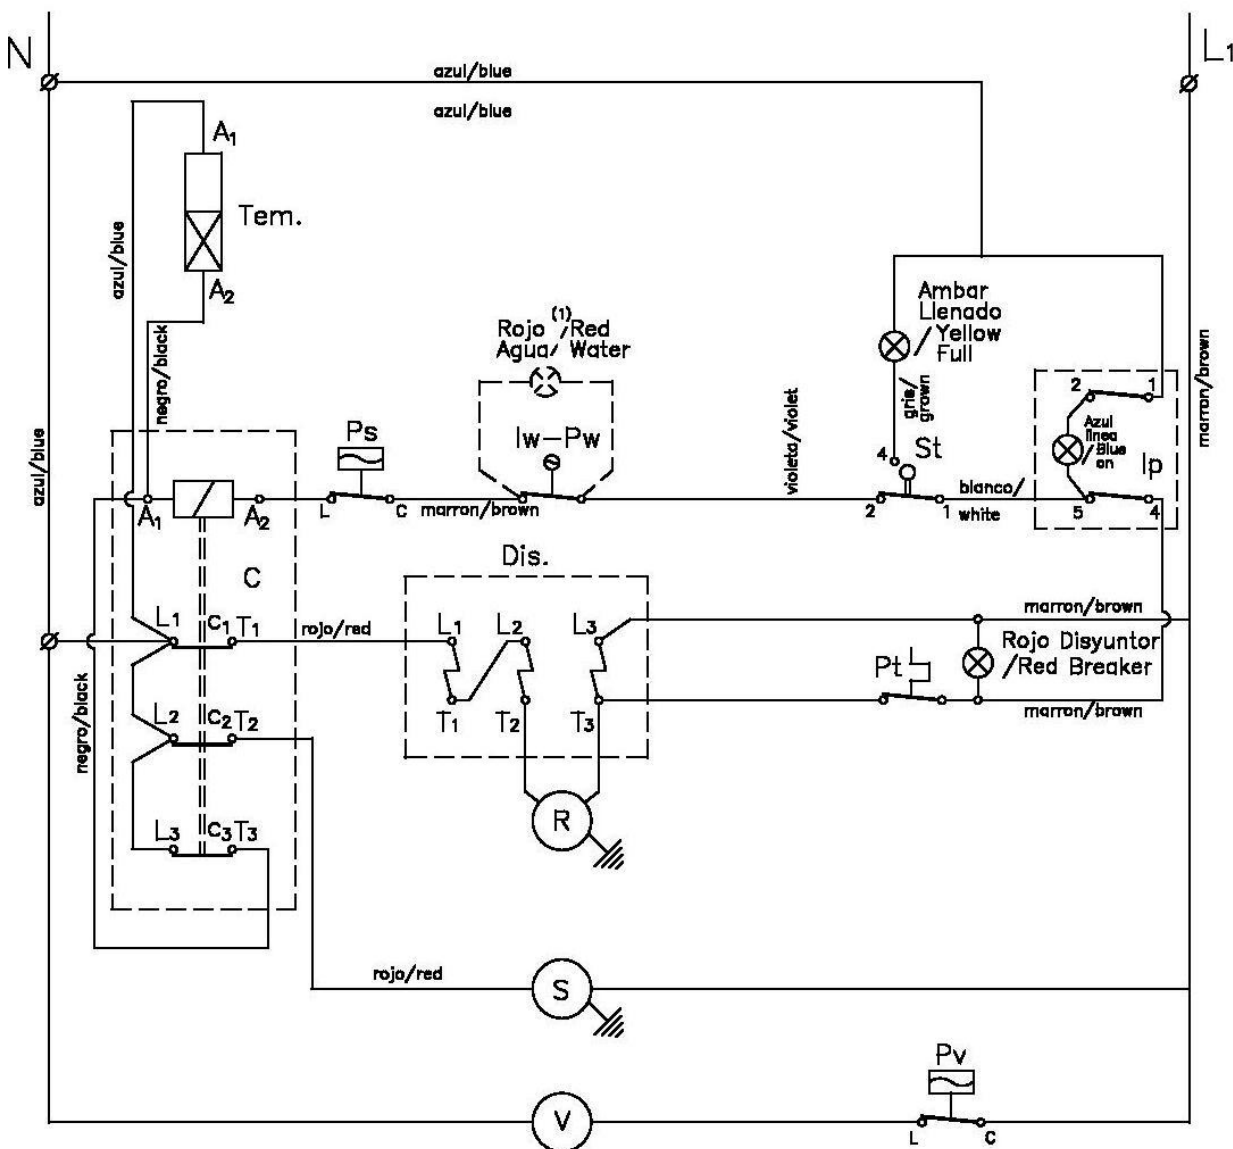 N
L1
azul/blue
azul/blue
A1
Tem.
A2
azul/blue
negro/black
azul/blue
Rojo (1)/Red
Agua/ Water
Iw-Pw
Ps
L
C
marron/brown
violeta/violet
Ambar
Llenado
/ Yellow
Full
gris/
grown
4
St
2
1
blanco/
white
2
1
Azul
linea
/Blue
on
Ip
5
4
marron/brown
A1
A2
C
L1
C1
T1
rojo/red
L2
C2
T2
L3
C3
T3
negro/black
Dis.
L1
L2
L3
T1
T2
T3
R
marron/brown
Rojo Disyuntor
/Red Breaker
Pt
marron/brown
rojo/red
S
V
Pv
L
C